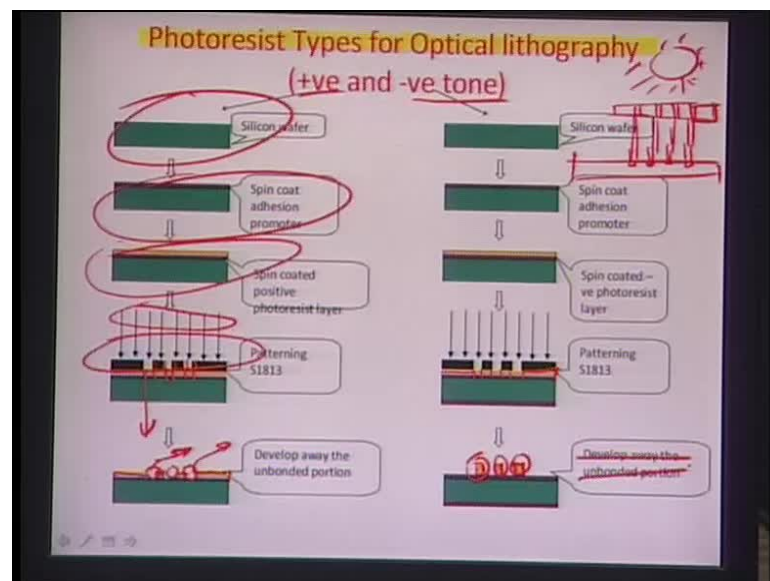 Photoresist Types for Optical lithography
(+ve and -ve tone)
Silicon wafer
Silicon wafer
Spin coat
adhesion
promoter
Spin coat
adhesion
promoter
Spin coated
positive
photoresist layer
Spin coated –
ve photoresist
layer
Patterning
S1813
Patterning
S1813
Develop away the
unbonded portion
Develop away the
unbonded portion